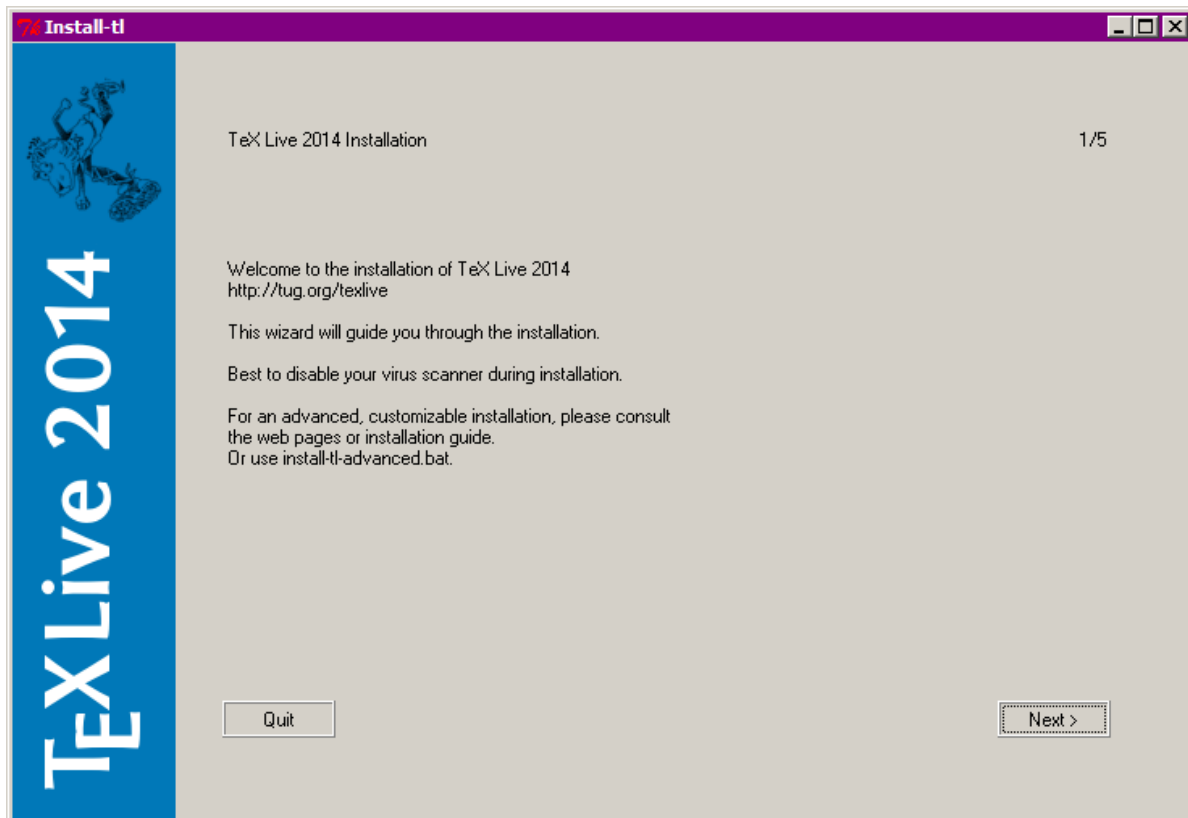 Install-tl
TeX Live 2014
TeX Live 2014 Installation
1/5
Welcome to the installation of TeX Live 2014
http://tug.org/texlive
This wizard will guide you through the installation.
Best to disable your virus scanner during installation.
For an advanced, customizable installation, please consult
the web pages or installation guide.
Or use install-tl-advanced.bat.
Quit
Next >